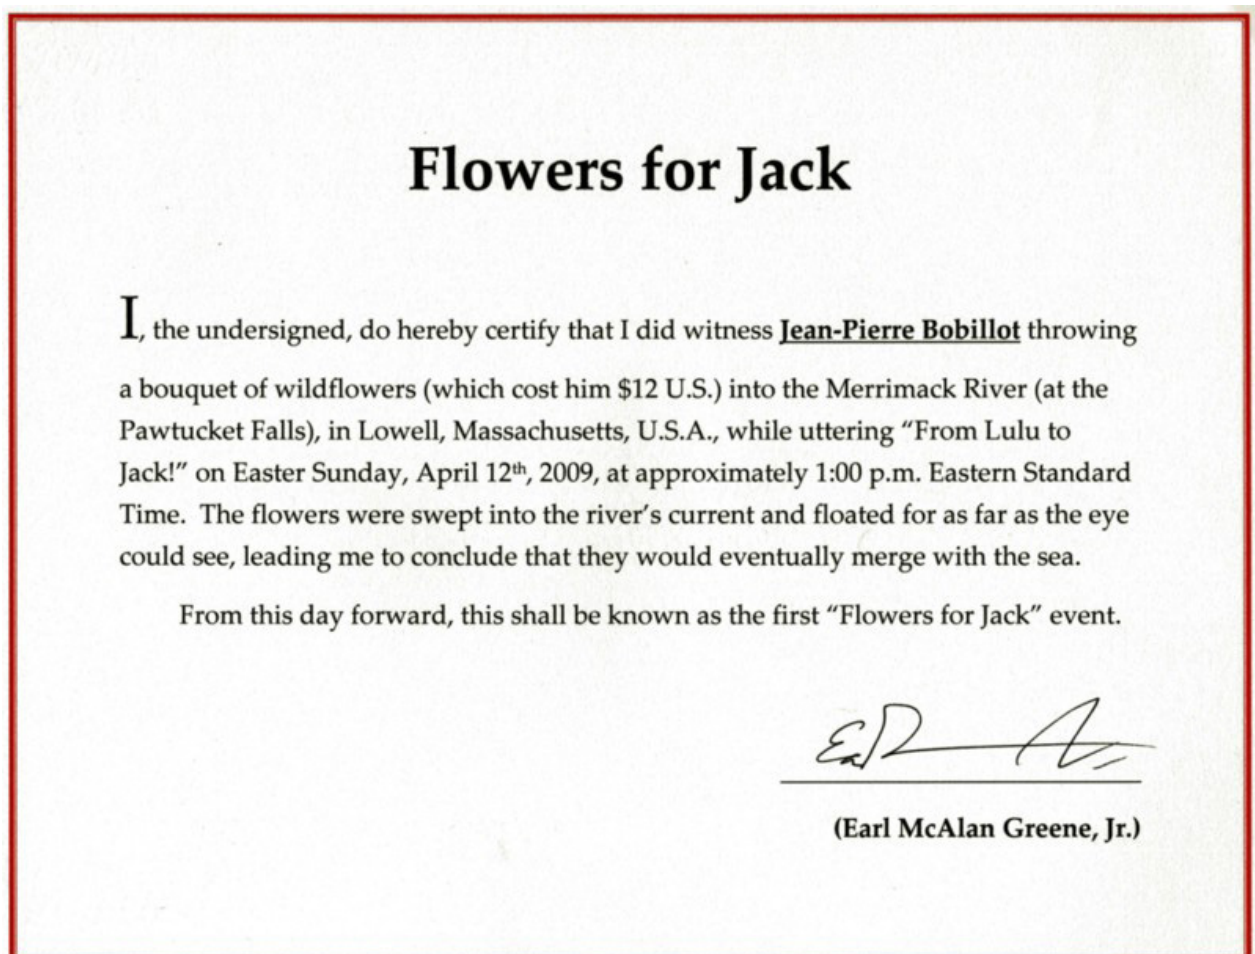 Flowers for Jack
I, the undersigned, do hereby certify that I did witness Jean-Pierre Bobillot throwing
a bouquet of wildflowers (which cost him $12 U.S.) into the Merrimack River (at the
Pawtucket Falls), in Lowell, Massachusetts, U.S.A., while uttering “From Lulu to
Jack!” on Easter Sunday, April 12th, 2009, at approximately 1:00 p.m. Eastern Standard
Time.  The flowers were swept into the river’s current and floated for as far as the eye
could see, leading me to conclude that they would eventually merge with the sea.
From this day forward, this shall be known as the first “Flowers for Jack” event.
(Earl McAlan Greene, Jr.)